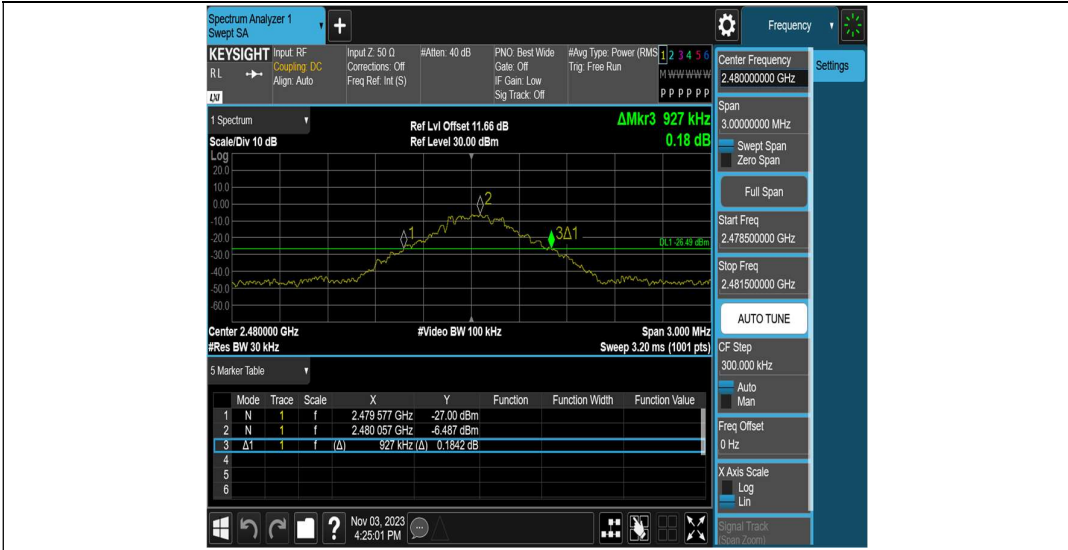 Spectrum Analyzer 1
Swept SA
+
Frequency
KEYSIGHT
RL
LXI
Input: RF
Coupling: DC
Align: Auto
Input Z: 50 Ω
Corrections: Off
Freq Ref: Int (S)
#Atten: 40 dB
PNO: Best Wide
Gate: Off
IF Gain: Low
Sig Track: Off
#Avg Type: Power (RMS
Trig: Free Run
1 2 3 4 5 6
M W W W W W
P P P P P P
Center Frequency
2.480000000 GHz
Settings
Span
3.00000000 MHz
Swept Span
Zero Span
Full Span
Start Freq
2.478500000 GHz
Stop Freq
2.481500000 GHz
AUTO TUNE
CF Step
300.000 kHz
Auto
Man
Freq Offset
0 Hz
X Axis Scale
Log
Lin
Signal Track
(Span Zoom)
1 Spectrum
Scale/Div 10 dB
Ref Lvl Offset 11.66 dB
Ref Level 30.00 dBm
ΔMkr3 927 kHz
0.18 dB
Log
20.0
10.0
0.00
-10.0
-20.0
-30.0
-40.0
-50.0
-60.0
1
2
3Δ1
DL1 -26.49 dBm
Center 2.480000 GHz
#Video BW 100 kHz
Span 3.000 MHz
#Res BW 30 kHz
Sweep 3.20 ms (1001 pts)
5 Marker Table
Mode Trace Scale X Y Function Function Width Function Value
1 N 1 f 2.479 577 GHz -27.00 dBm
2 N 1 f 2.480 057 GHz -6.487 dBm
3 Δ1 1 f (Δ) 927 kHz (Δ) 0.1842 dB
4
5
6
?
Nov 03, 2023
4:25:01 PM